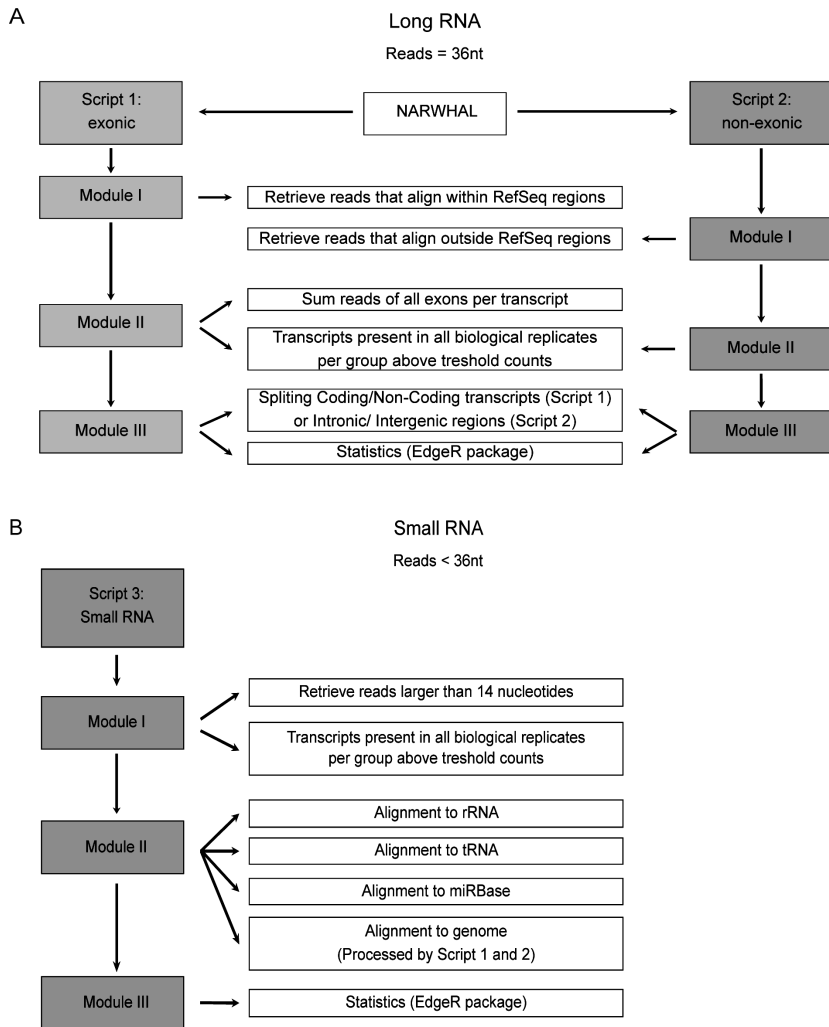 A
Long RNA
Reads = 36nt
Script 1:
exonic
NARWHAL
Script 2:
non-exonic
Module I
Retrieve reads that align within RefSeq regions
Retrieve reads that align outside RefSeq regions
Module I
Module II
Sum reads of all exons per transcript
Transcripts present in all biological replicates
per group above treshold counts
Module II
Module III
Spliting Coding/Non-Coding transcripts (Script 1)
or Intronic/ Intergenic regions (Script 2)
Statistics (EdgeR package)
Module III
B
Small RNA
Reads < 36nt
Script 3:
Small RNA
Module I
Retrieve reads larger than 14 nucleotides
Transcripts present in all biological replicates
per group above treshold counts
Module II
Alignment to rRNA
Alignment to tRNA
Alignment to miRBase
Alignment to genome
(Processed by Script 1 and 2)
Module III
Statistics (EdgeR package)